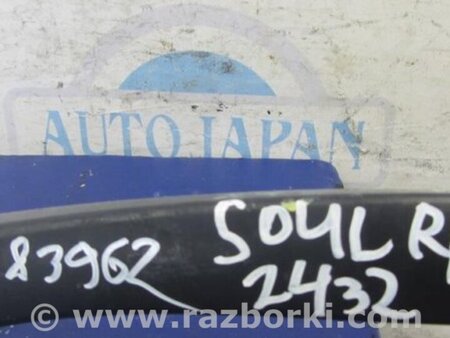 AUTO JAPAN
SOUL R
83962
2432
www.razborki.com